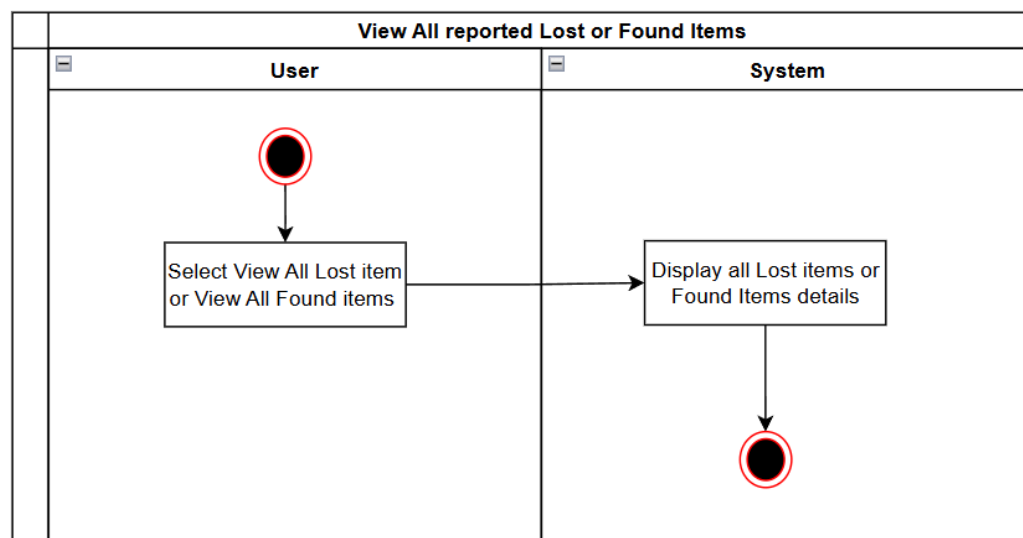 View All reported Lost or Found Items
User
System
Select View All Lost item
or View All Found items
Display all Lost items or
Found Items details